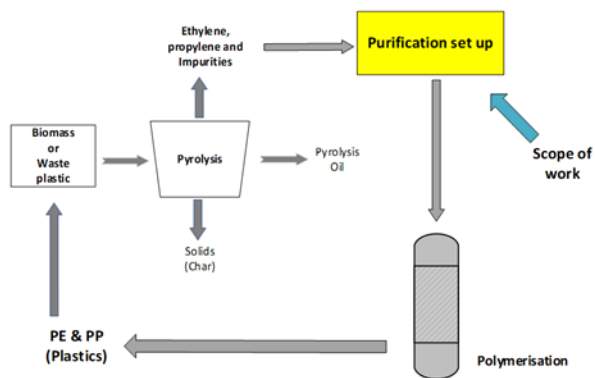 Ethylene,
propylene and
Impurities
Purification set up
Biomass
or
Waste
plastic
Pyrolysis
Pyrolysis
Oil
Scope of
work
Solids
(Char)
PE & PP
(Plastics)
Polymerisation